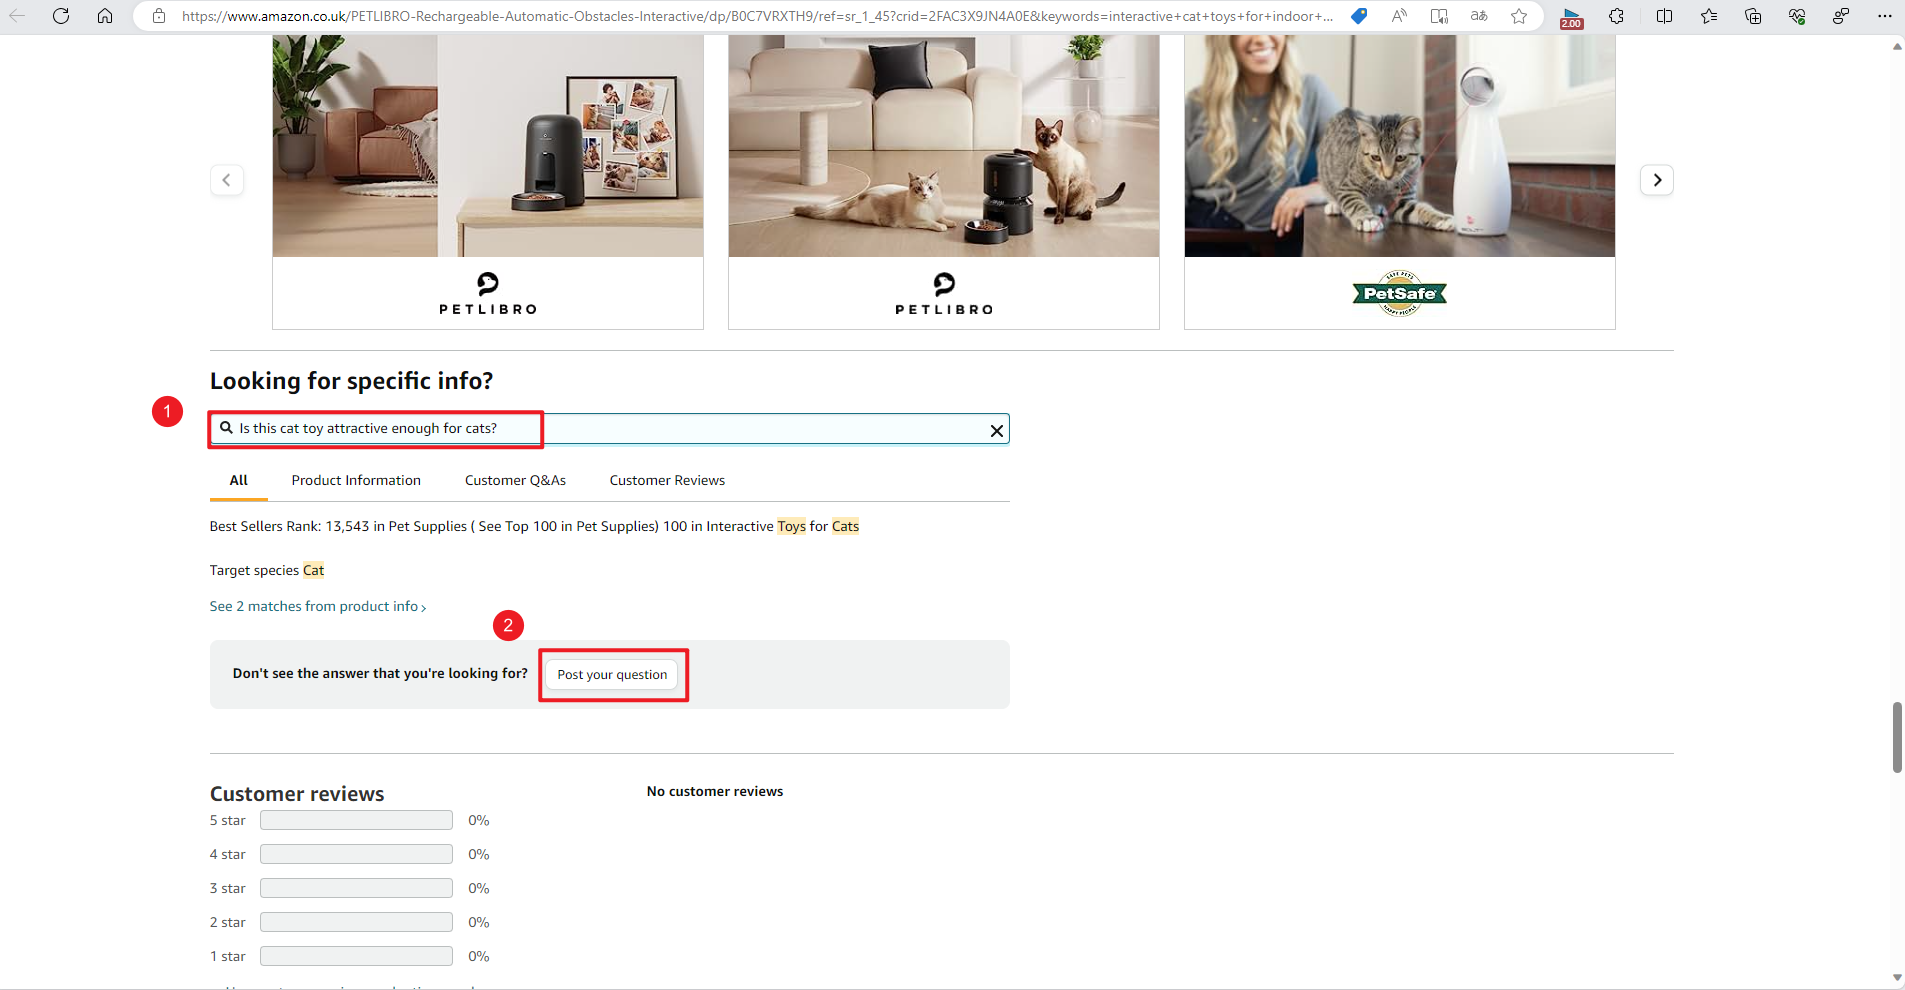 https://www.amazon.co.uk/PETLIBRO-Rechargeable-Automatic-Obstacles-Interactive/dp/B0C7VRXTH9/ref=sr_1_45?crid=2FAC3X9JN4A0E&keywords=interactive+cat+toys+for+indoor+...
2.00
PETLIBRO
PETLIBRO
SAFE PETS
PetSafe
HAPPY PEOPLE
Looking for specific info?
1
Is this cat toy attractive enough for cats?
All Product Information Customer Q&As Customer Reviews
Best Sellers Rank: 13,543 in Pet Supplies ( See Top 100 in Pet Supplies) 100 in Interactive Toys for Cats
Target species Cat
See 2 matches from product info ›
2
Don't see the answer that you're looking for? Post your question
Customer reviews
No customer reviews
5 star 0%
4 star 0%
3 star 0%
2 star 0%
1 star 0%